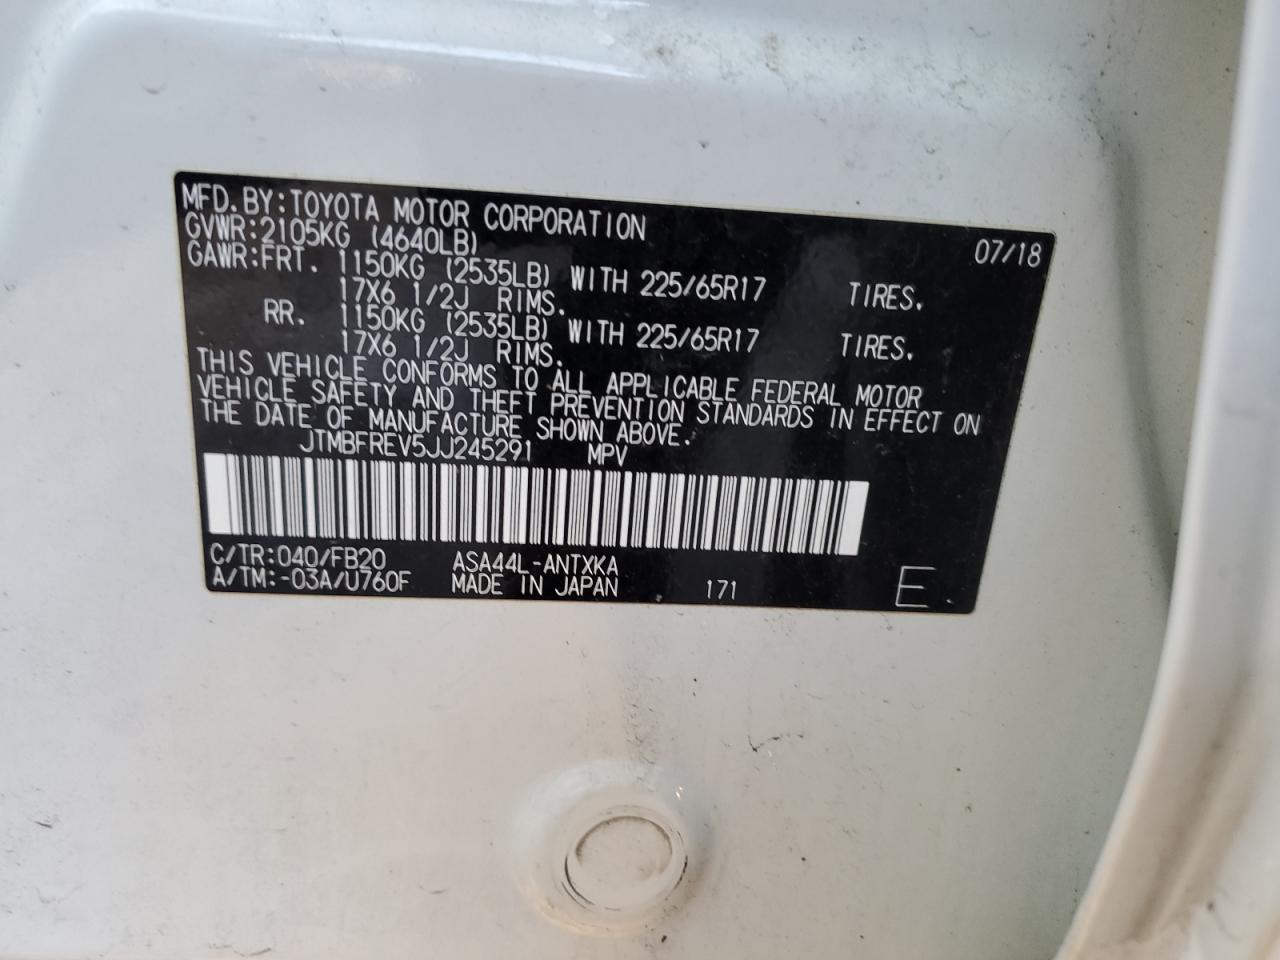 MFD. BY: TOYOTA MOTOR CORPORATION 07/18
GVWR: 2105KG (4640LB)
GAWR: FRT. 1150KG (2535LB) WITH 225/65R17 TIRES.
17X6 1/2J RIMS.
RR. 1150KG (2535LB) WITH 225/65R17 TIRES.
17X6 1/2J RIMS.
THIS VEHICLE CONFORMS TO ALL APPLICABLE FEDERAL MOTOR
VEHICLE SAFETY AND THEFT PREVENTION STANDARDS IN EFFECT ON
THE DATE OF MANUFACTURE SHOWN ABOVE.
JTMBFREV5JJ245291 MPV
C/TR: 040/FB20 ASA44L-ANTXKA
A/TM: -03A/U760F MADE IN JAPAN 171 E